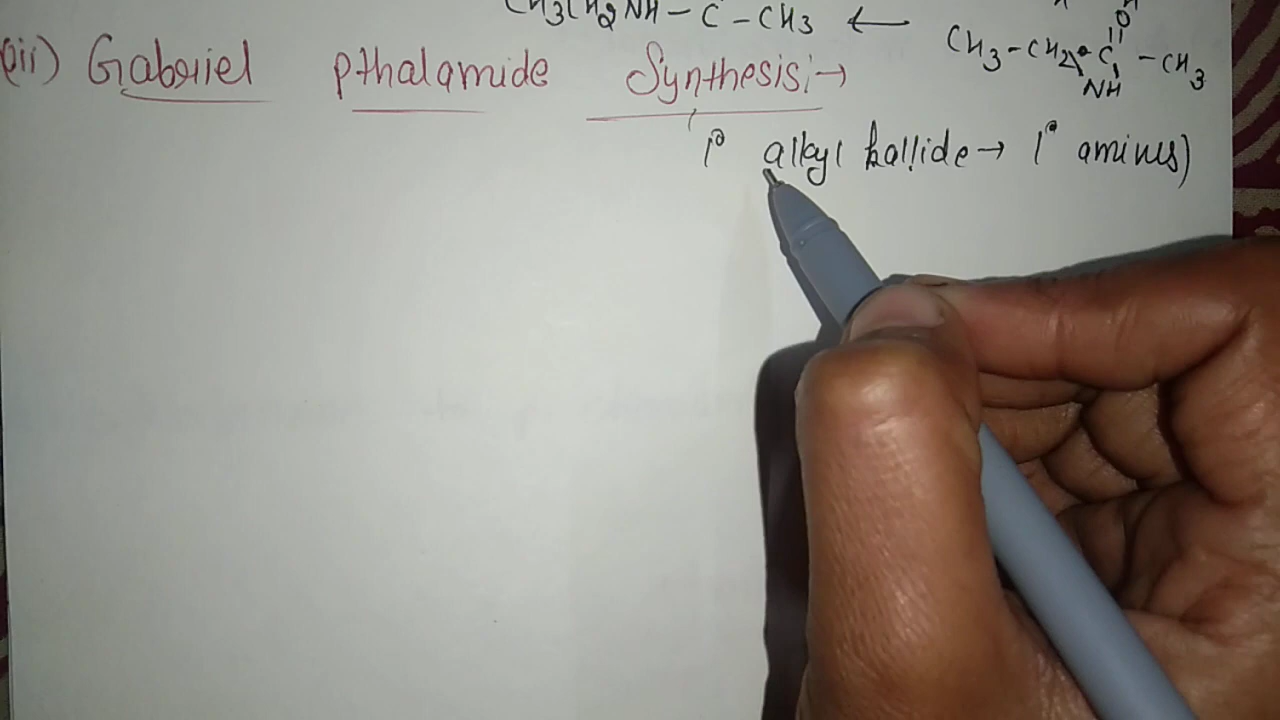 CH3CH2NH - C - CH3 ← CH3-CH2 C - CH3
O
NH
(iii) Gabriel pthalamide Synthesis:→
(1° alkyl hallide → 1° amines)